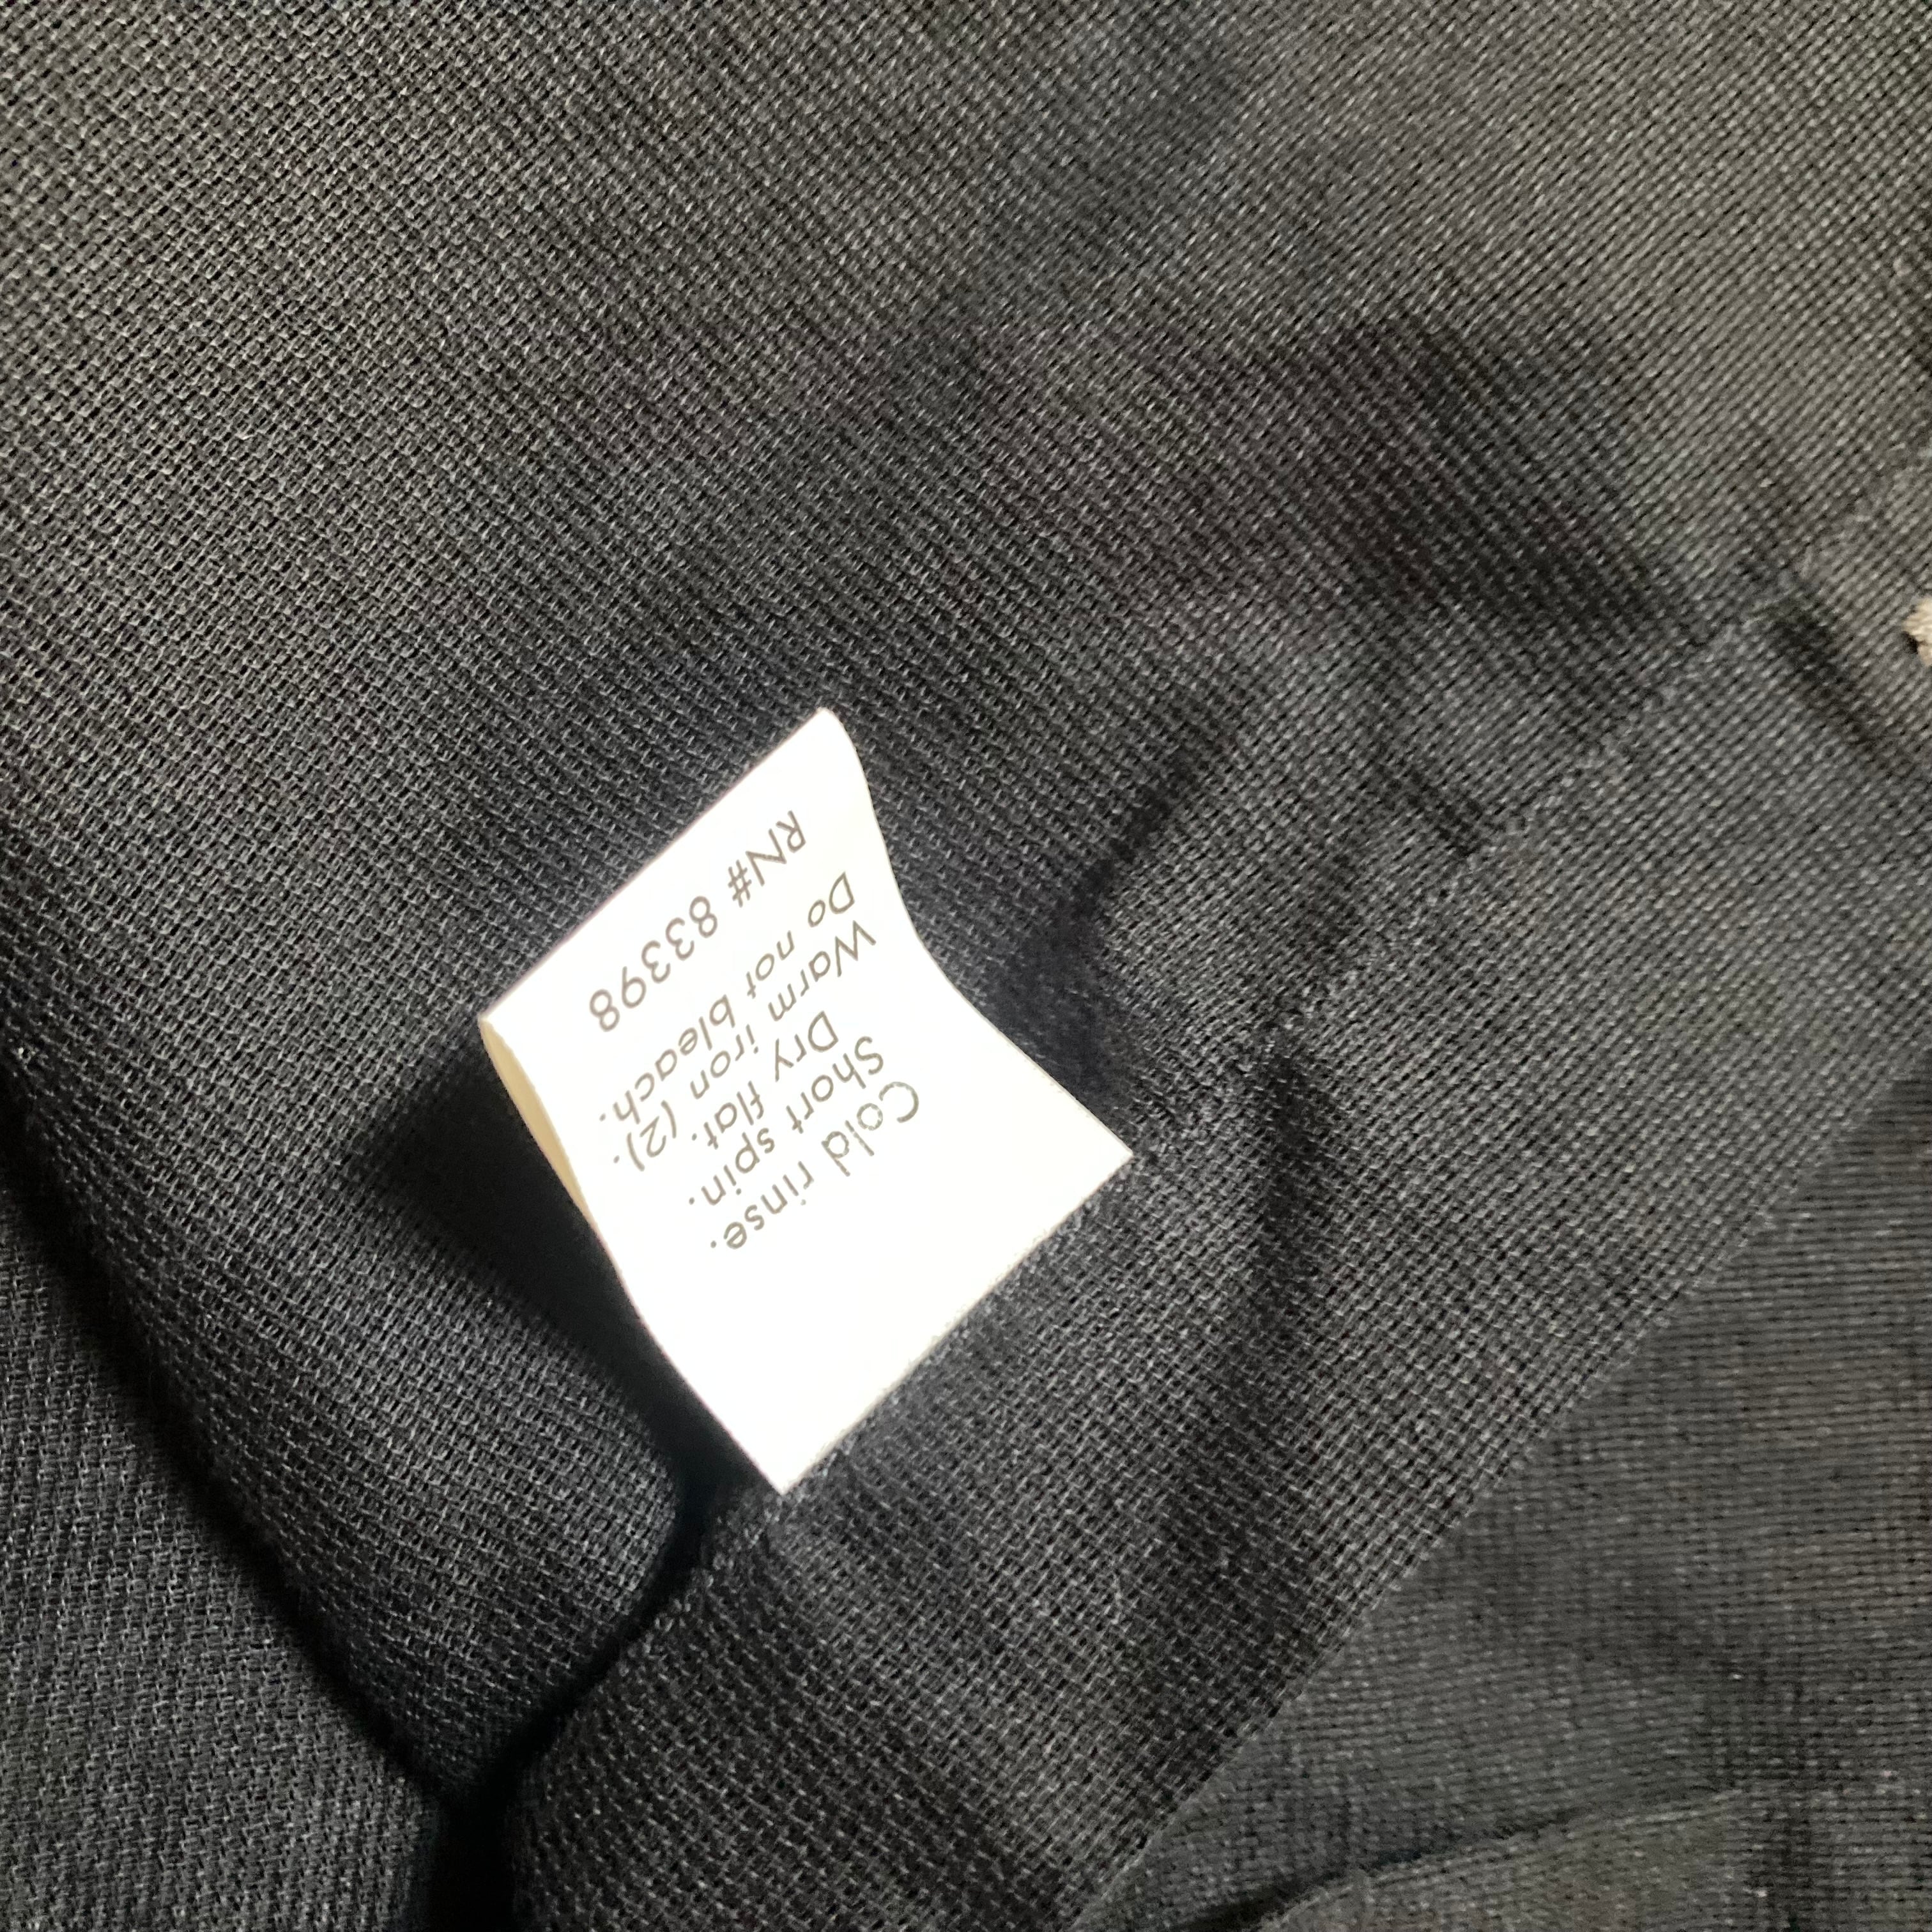 Cold rinse.
Short spin.
Dry flat.
Warm iron (2).
Do not bleach.
RN# 83398